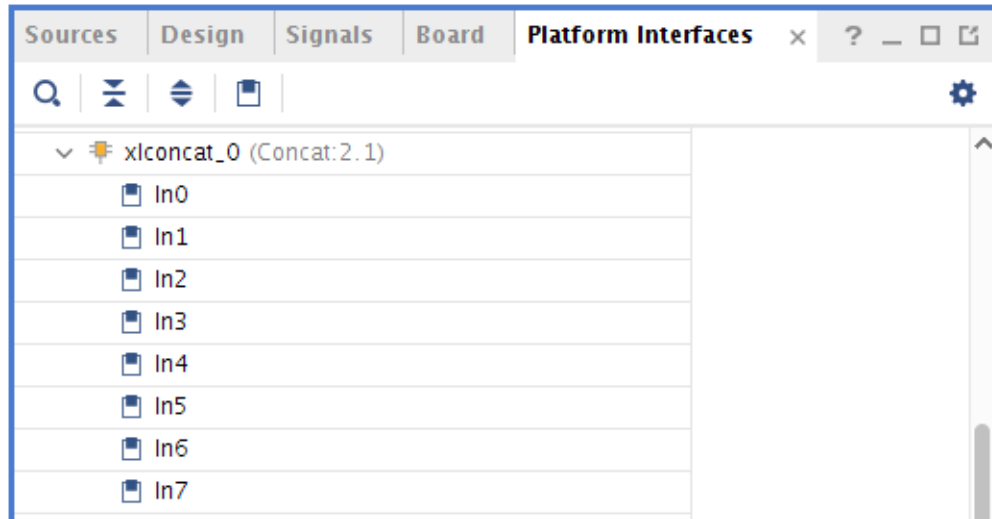 Sources Design Signals Board Platform Interfaces × ?
xlconcat_0 (Concat:2.1)
In0
In1
In2
In3
In4
In5
In6
In7